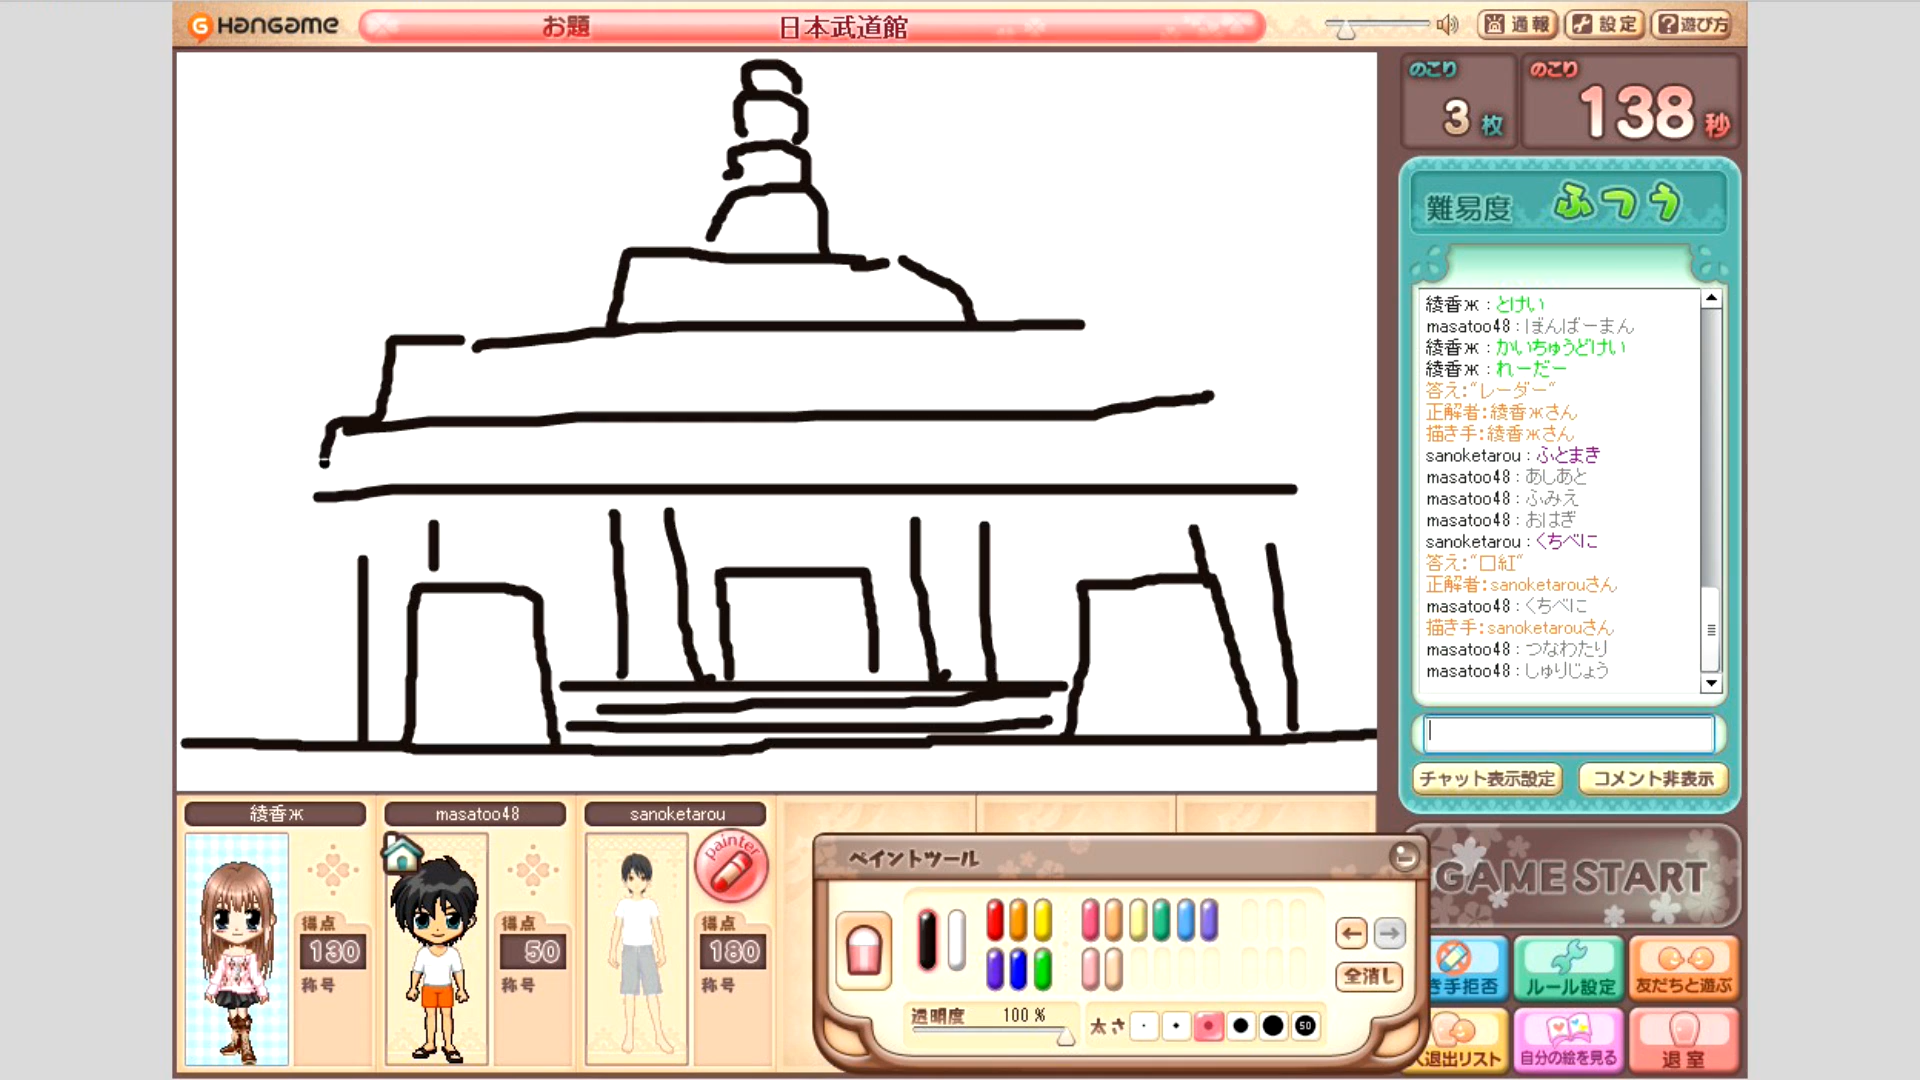 Hangame
お題 日本武道館
通報 設定 遊び方
のこり 3 枚
のこり 138 秒
難易度 ふつう
綾香ж : とけい
masatoo48 : ぼんばーまん
綾香ж : かいちゅうどけい
綾香ж : れーだー
答え:"レーダー"
正解者:綾香жさん
描き手:綾香жさん
sanoketarou : ふとまき
masatoo48 : あしあと
masatoo48 : ふみえ
masatoo48 : おはぎ
sanoketarou : くちべに
答え:"口紅"
正解者:sanoketarouさん
masatoo48 : くちべに
描き手:sanoketarouさん
masatoo48 : つなわたり
masatoo48 : しゅりじょう
チャット表示設定 コメント非表示
綾香ж
得点
130
称号
masatoo48
得点
50
称号
sanoketarou
painter
得点
180
称号
ペイントツール
全消し
透明度 100 %
太さ 50
GAME START
き手拒否 ルール設定 友だちと遊ぶ
退出リスト 自分の絵を見る 退室